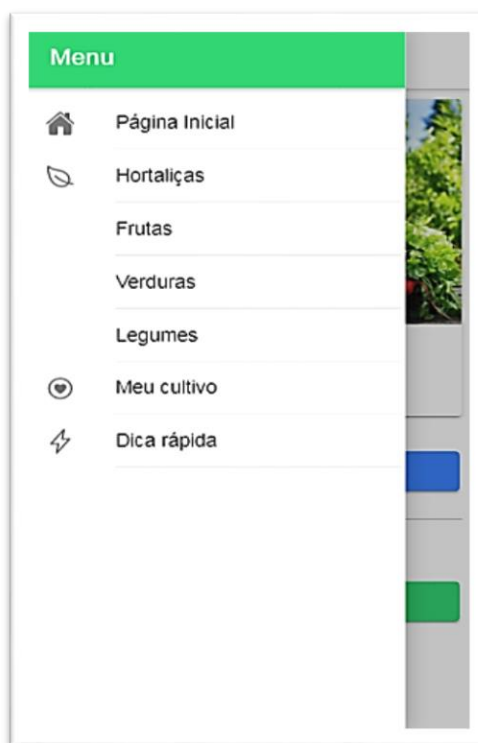 Menu
Página Inicial
Hortaliças
Frutas
Verduras
Legumes
Meu cultivo
Dica rápida